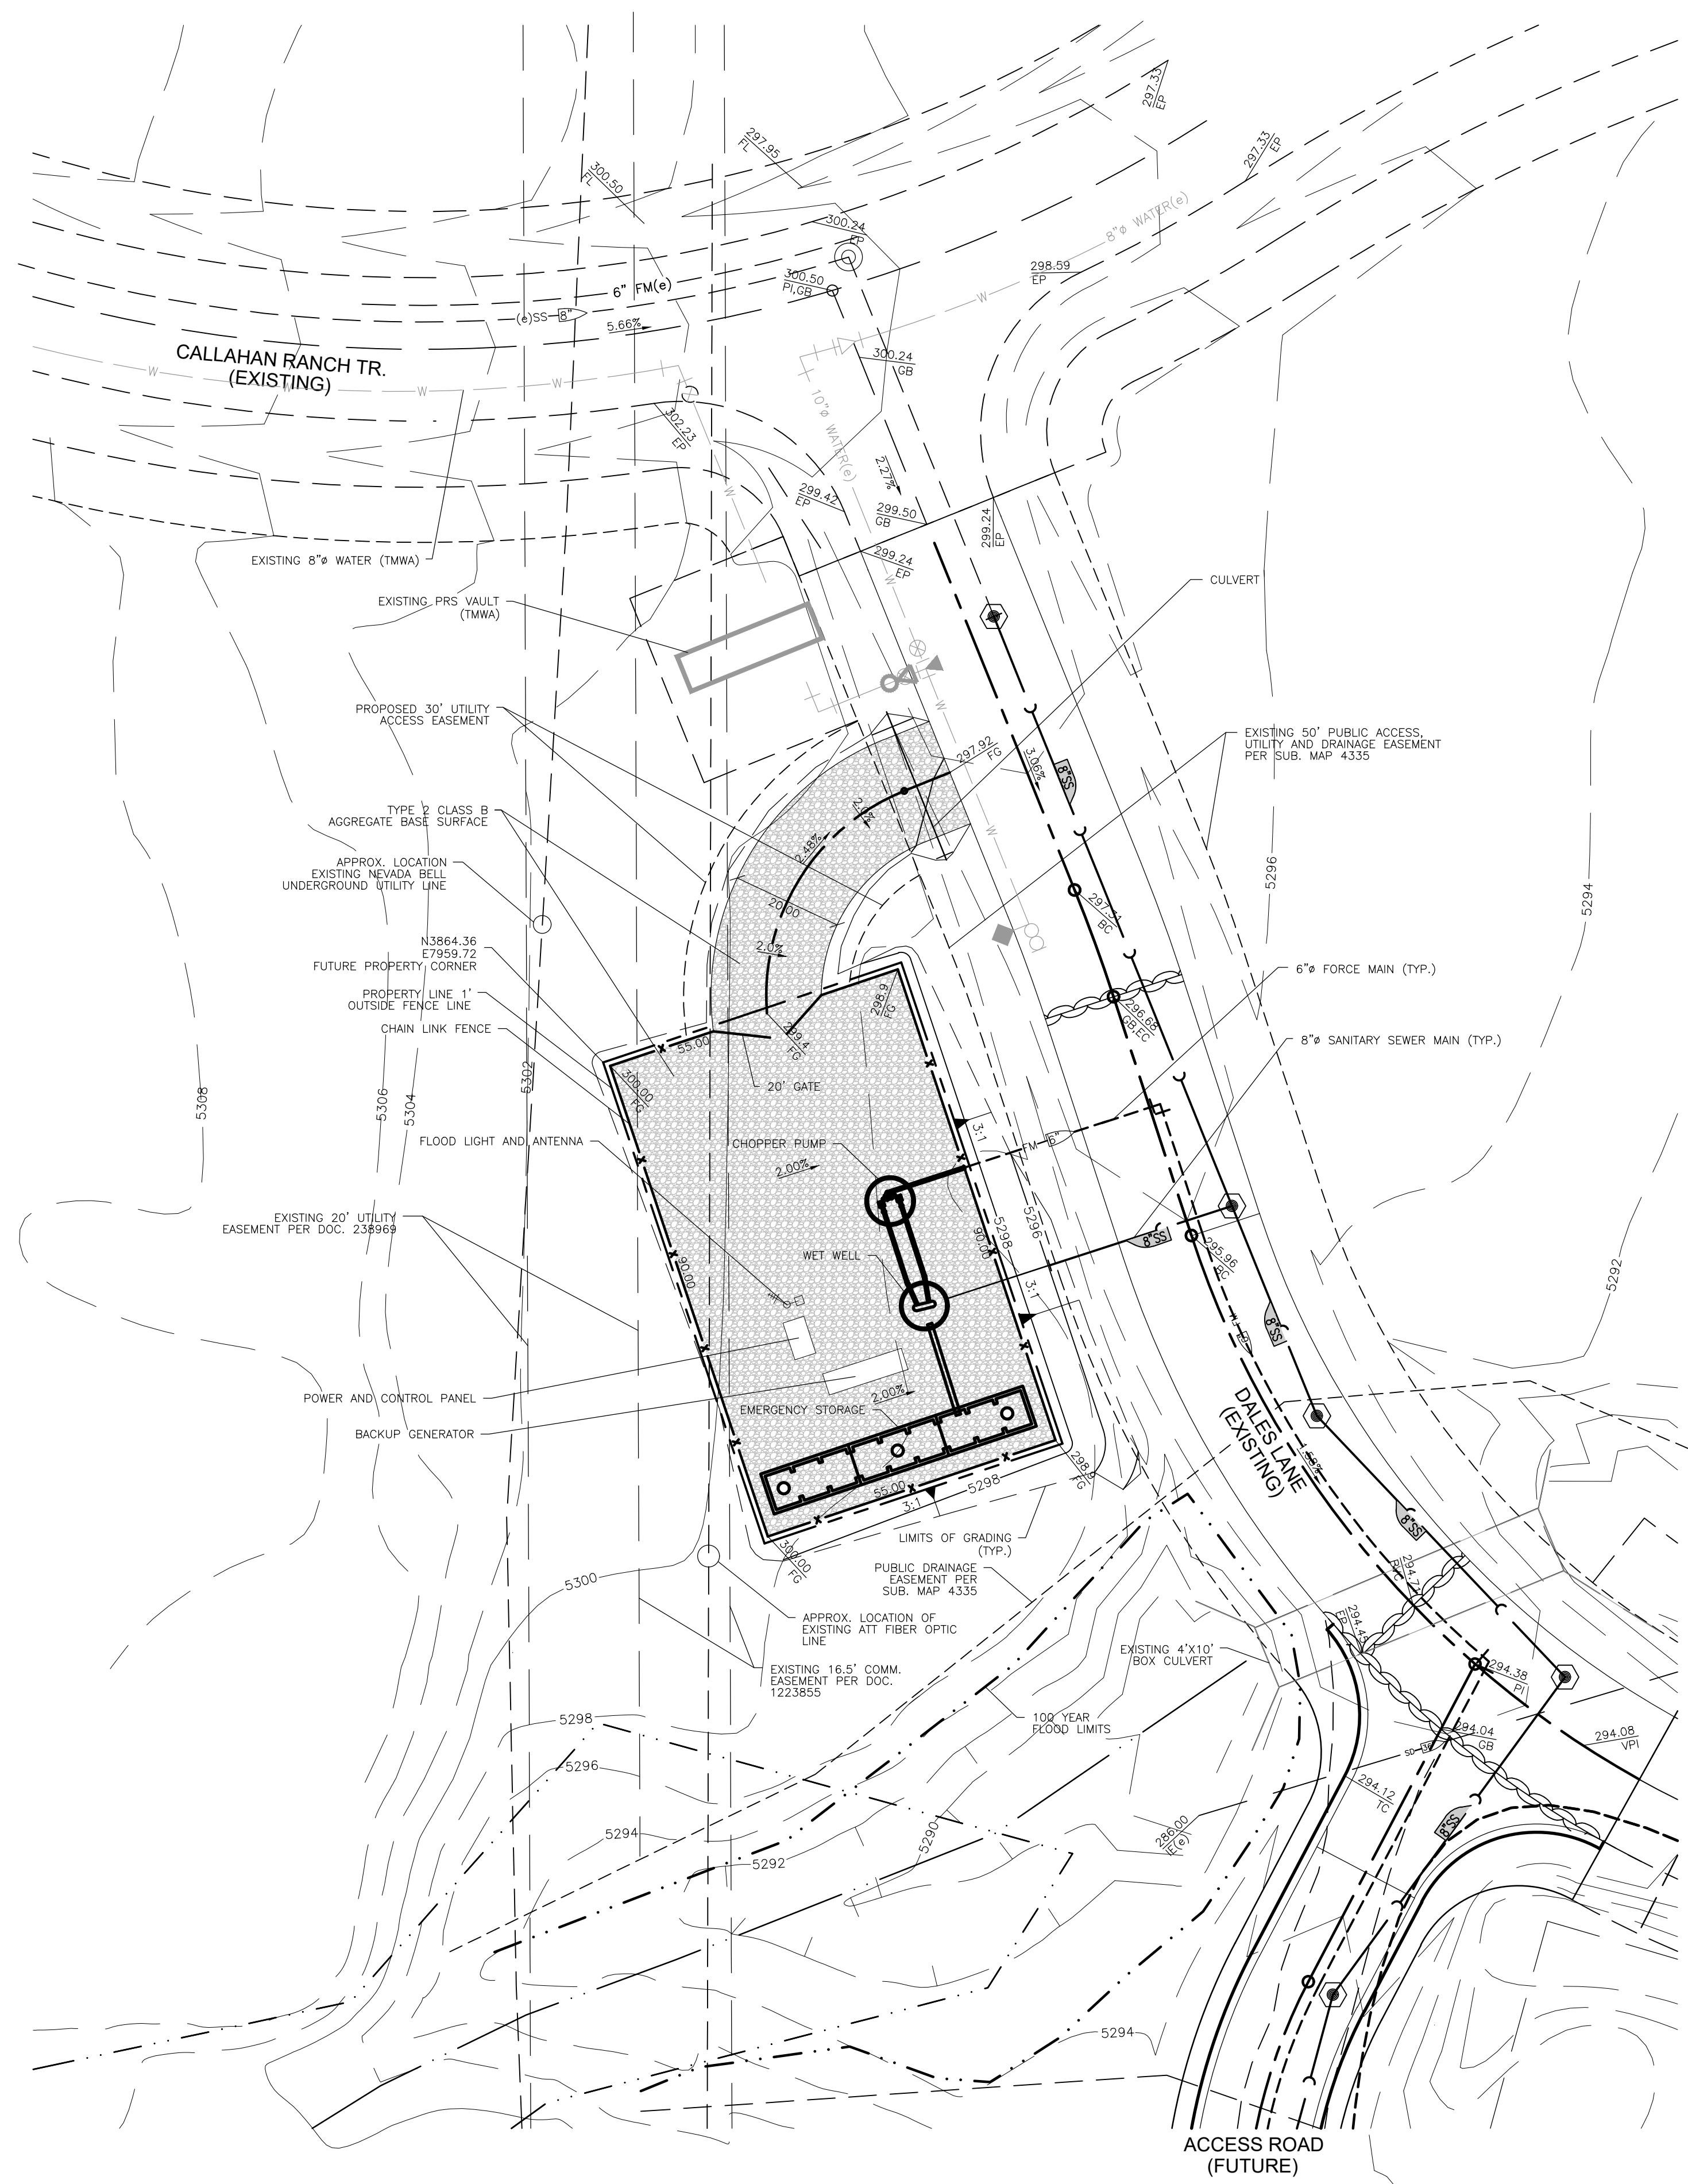 297.33
EP
297.95
FL
297.33
EP
300.50
FL
8"ø WATER(e)
300.24
EP
298.59
EP
300.50
PI,GB
6" FM(e)
(e)SS 8"
5.66%
W
CALLAHAN RANCH TR.
(EXISTING)
W
W
W
W
300.24
GB
10"ø WATER(e)
302.23
EP
2.27%
W
299.42
EP
299.50
GB
299.24
EP
299.24
EP
EXISTING 8"ø WATER (TMWA)
W
CULVERT
EXISTING PRS VAULT
(TMWA)
W
PROPOSED 30' UTILITY
ACCESS EASEMENT
297.92
FG
3.06%
8"SS
EXISTING 50' PUBLIC ACCESS,
UTILITY AND DRAINAGE EASEMENT
PER SUB. MAP 4335
TYPE 2 CLASS B
AGGREGATE BASE SURFACE
2.0%
2.48%
W
APPROX. LOCATION
EXISTING NEVADA BELL
UNDERGROUND UTILITY LINE
5296
5294
20.00
297.31
BC
2.0%
N3864.36
E7959.72
FUTURE PROPERTY CORNER
6"ø FORCE MAIN (TYP.)
PROPERTY LINE 1'
OUTSIDE FENCE LINE
298.9
FG
296.68
GB,EC
CHAIN LINK FENCE
55.00
299.4
FG
8"ø SANITARY SEWER MAIN (TYP.)
5308
5306
5304
5302
300.00
FG
20' GATE
3:1
FLOOD LIGHT AND ANTENNA
CHOPPER PUMP
FM 6"
2.00%
EXISTING 20' UTILITY
EASEMENT PER DOC. 238969
5298
5296
90.00
8"SS
WET WELL
295.96
BC
90.00
3:1
5292
8"SS
POWER AND CONTROL PANEL
2.00%
EMERGENCY STORAGE
BACKUP GENERATOR
DALES LANE
(EXISTING)
1.58%
298.9
FG
55.00
3:1
5298
8"SS
LIMITS OF GRADING
(TYP.)
300.00
FG
PUBLIC DRAINAGE
EASEMENT PER
SUB. MAP 4335
5300
APPROX. LOCATION OF
EXISTING ATT FIBER OPTIC
LINE
294.45
EP
EXISTING 4'X10'
BOX CULVERT
EXISTING 16.5' COMM.
EASEMENT PER DOC.
1223855
294.38
PI
100 YEAR
FLOOD LIMITS
5298
294.04
GB
294.08
VPI
5296
294.12
TC
8"SS
5294
5290
286.00
IE(e)
5292
5294
ACCESS ROAD
(FUTURE)